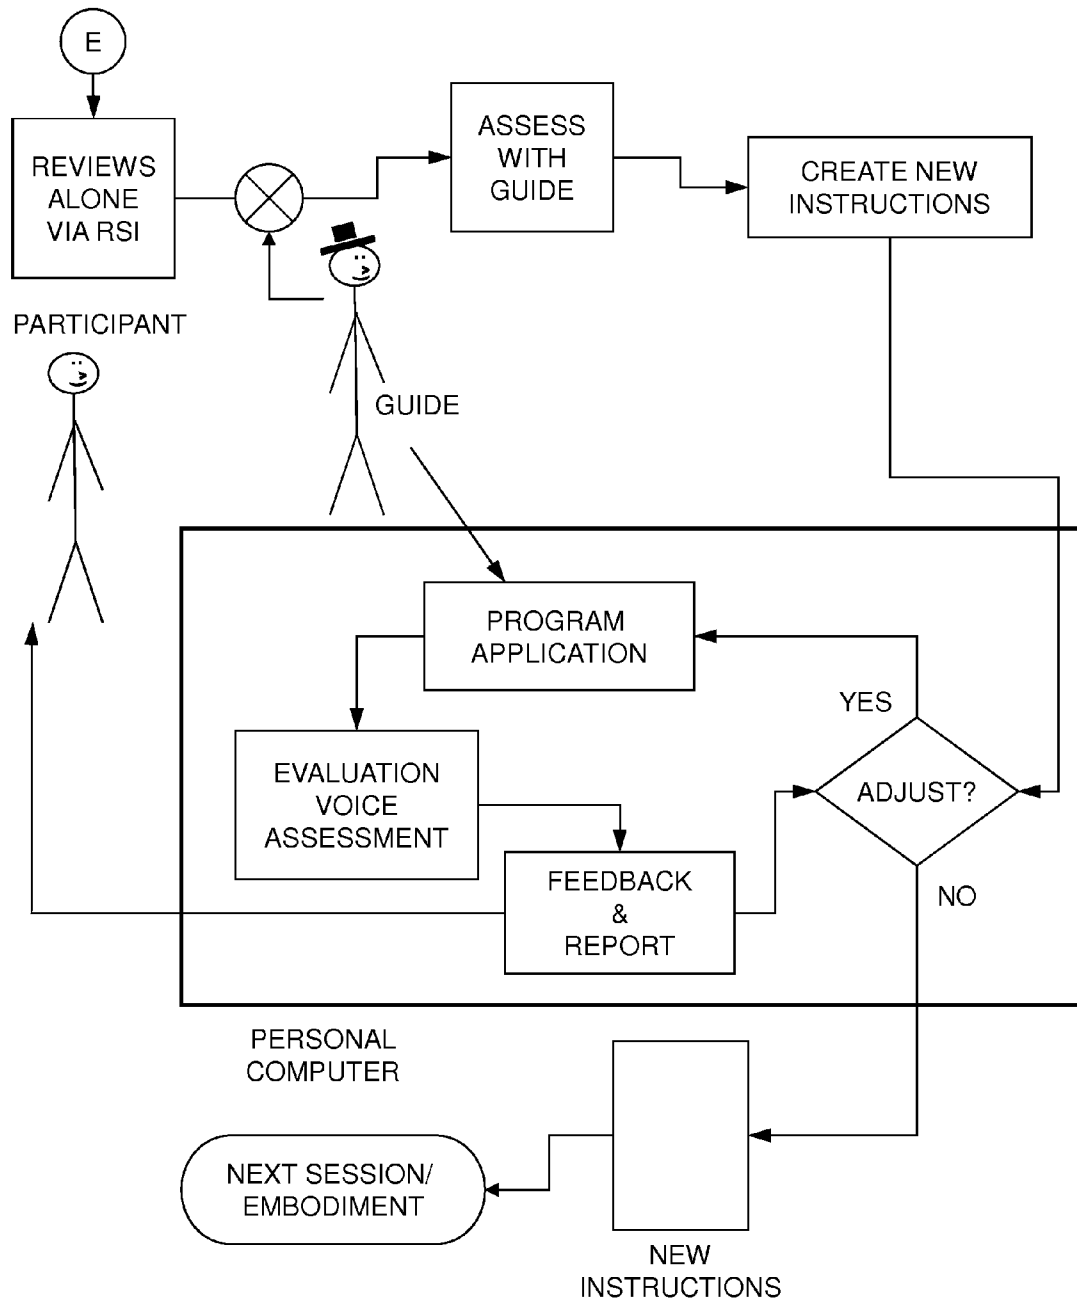 E
REVIEWS
ALONE
VIA RSI
ASSESS
WITH
GUIDE
CREATE NEW
INSTRUCTIONS
PARTICIPANT
GUIDE
PROGRAM
APPLICATION
YES
EVALUATION
VOICE
ASSESSMENT
ADJUST?
FEEDBACK
&
REPORT
NO
PERSONAL
COMPUTER
NEXT SESSION/
EMBODIMENT
NEW
INSTRUCTIONS